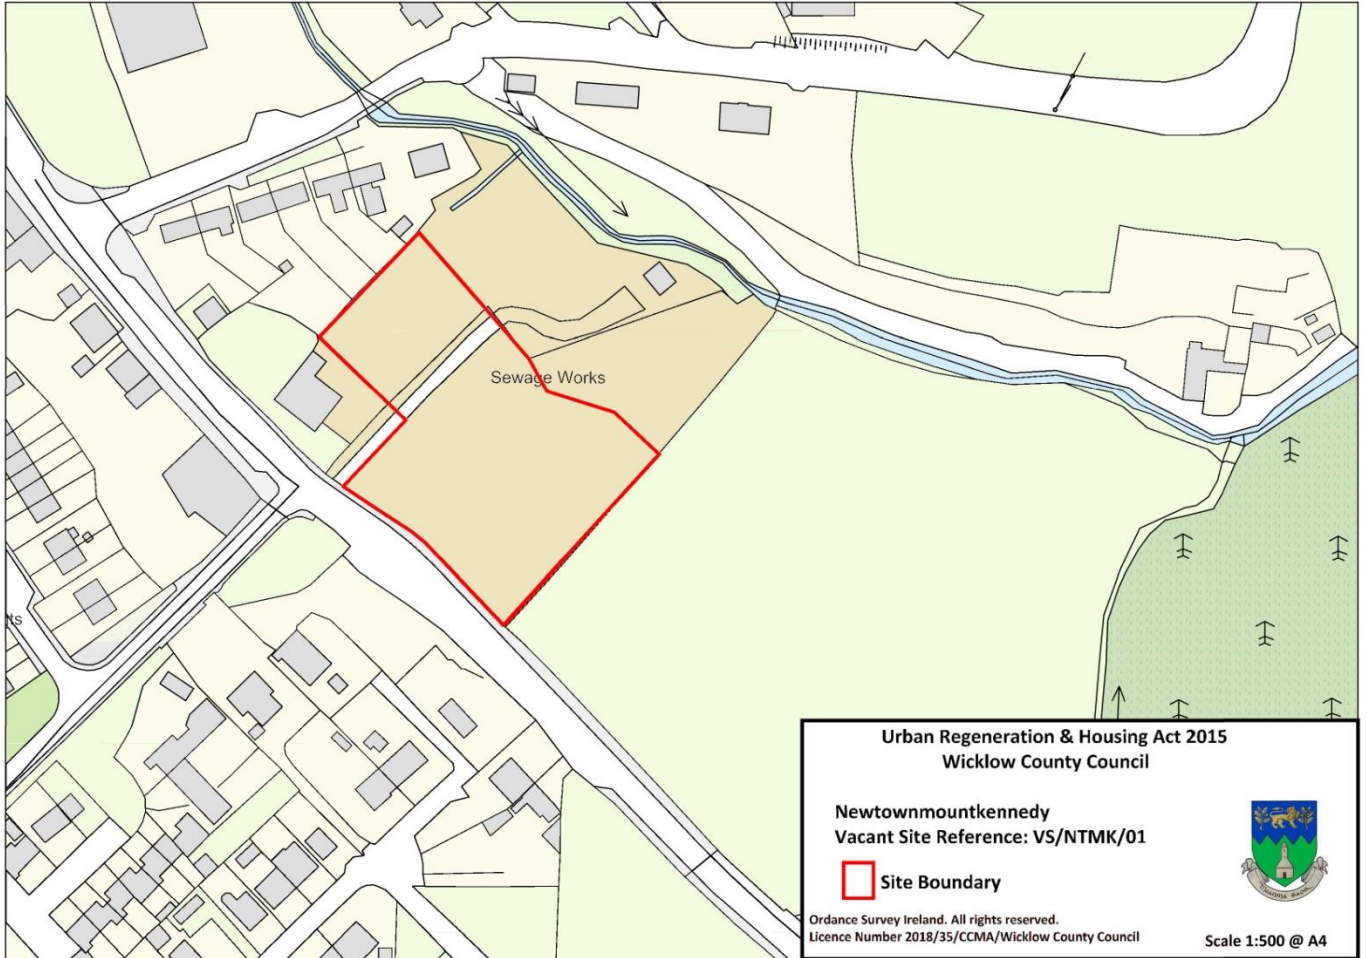 Sewage Works
ts
Urban Regeneration & Housing Act 2015
Wicklow County Council
Newtownmountkennedy
Vacant Site Reference: VS/NTMK/01
Site Boundary
Ordance Survey Ireland. All rights reserved.
Licence Number 2018/35/CCMA/Wicklow County Council
Scale 1:500 @ A4